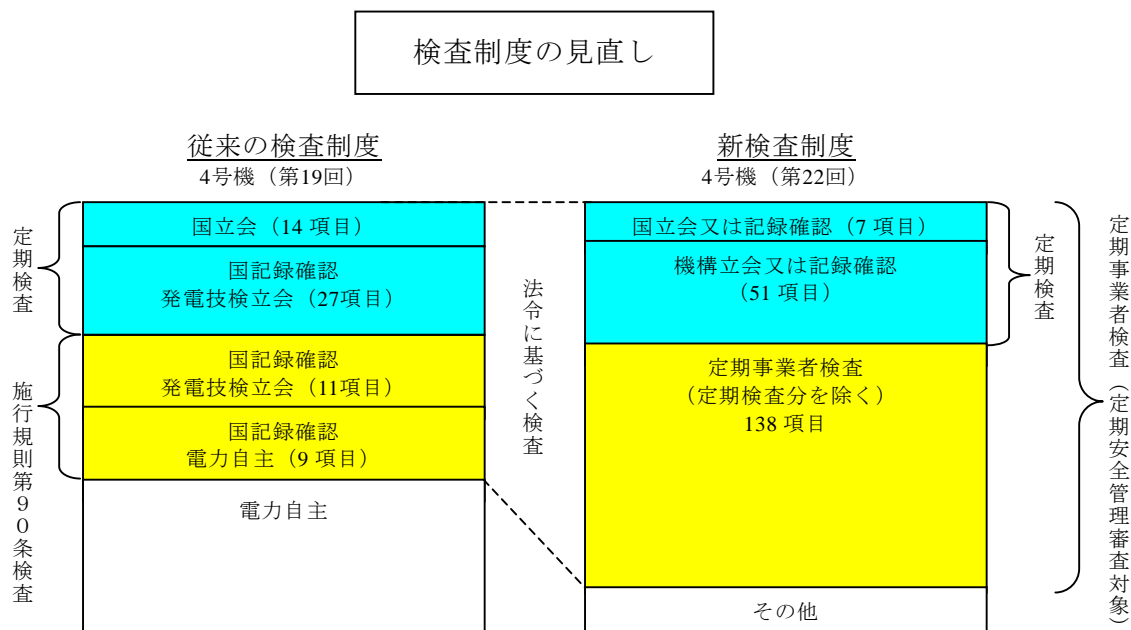 検査制度の見直し
従来の検査制度
4号機（第19回）
新検査制度
4号機（第22回）
定期検査
施行規則第９０条検査
国立会（14 項目）
国記録確認
発電技検立会（27項目）
国記録確認
発電技検立会（11項目）
国記録確認
電力自主（9 項目）
電力自主
法令に基づく検査
国立会又は記録確認（7 項目）
機構立会又は記録確認
（51 項目）
定期事業者検査
（定期検査分を除く）
138 項目
その他
定期検査
定期事業者検査（定期安全管理審査対象）